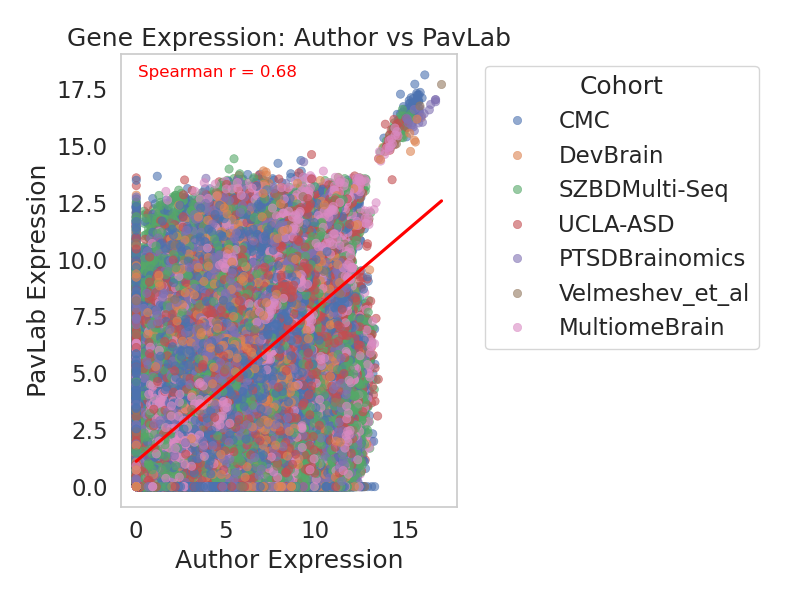 Gene Expression: Author vs PavLab
Spearman r = 0.68
PavLab Expression
17.5
15.0
12.5
10.0
7.5
5.0
2.5
0.0
0 5 10 15
Author Expression
Cohort
CMC
DevBrain
SZBDMulti-Seq
UCLA-ASD
PTSDBrainomics
Velmeshev_et_al
MultiomeBrain